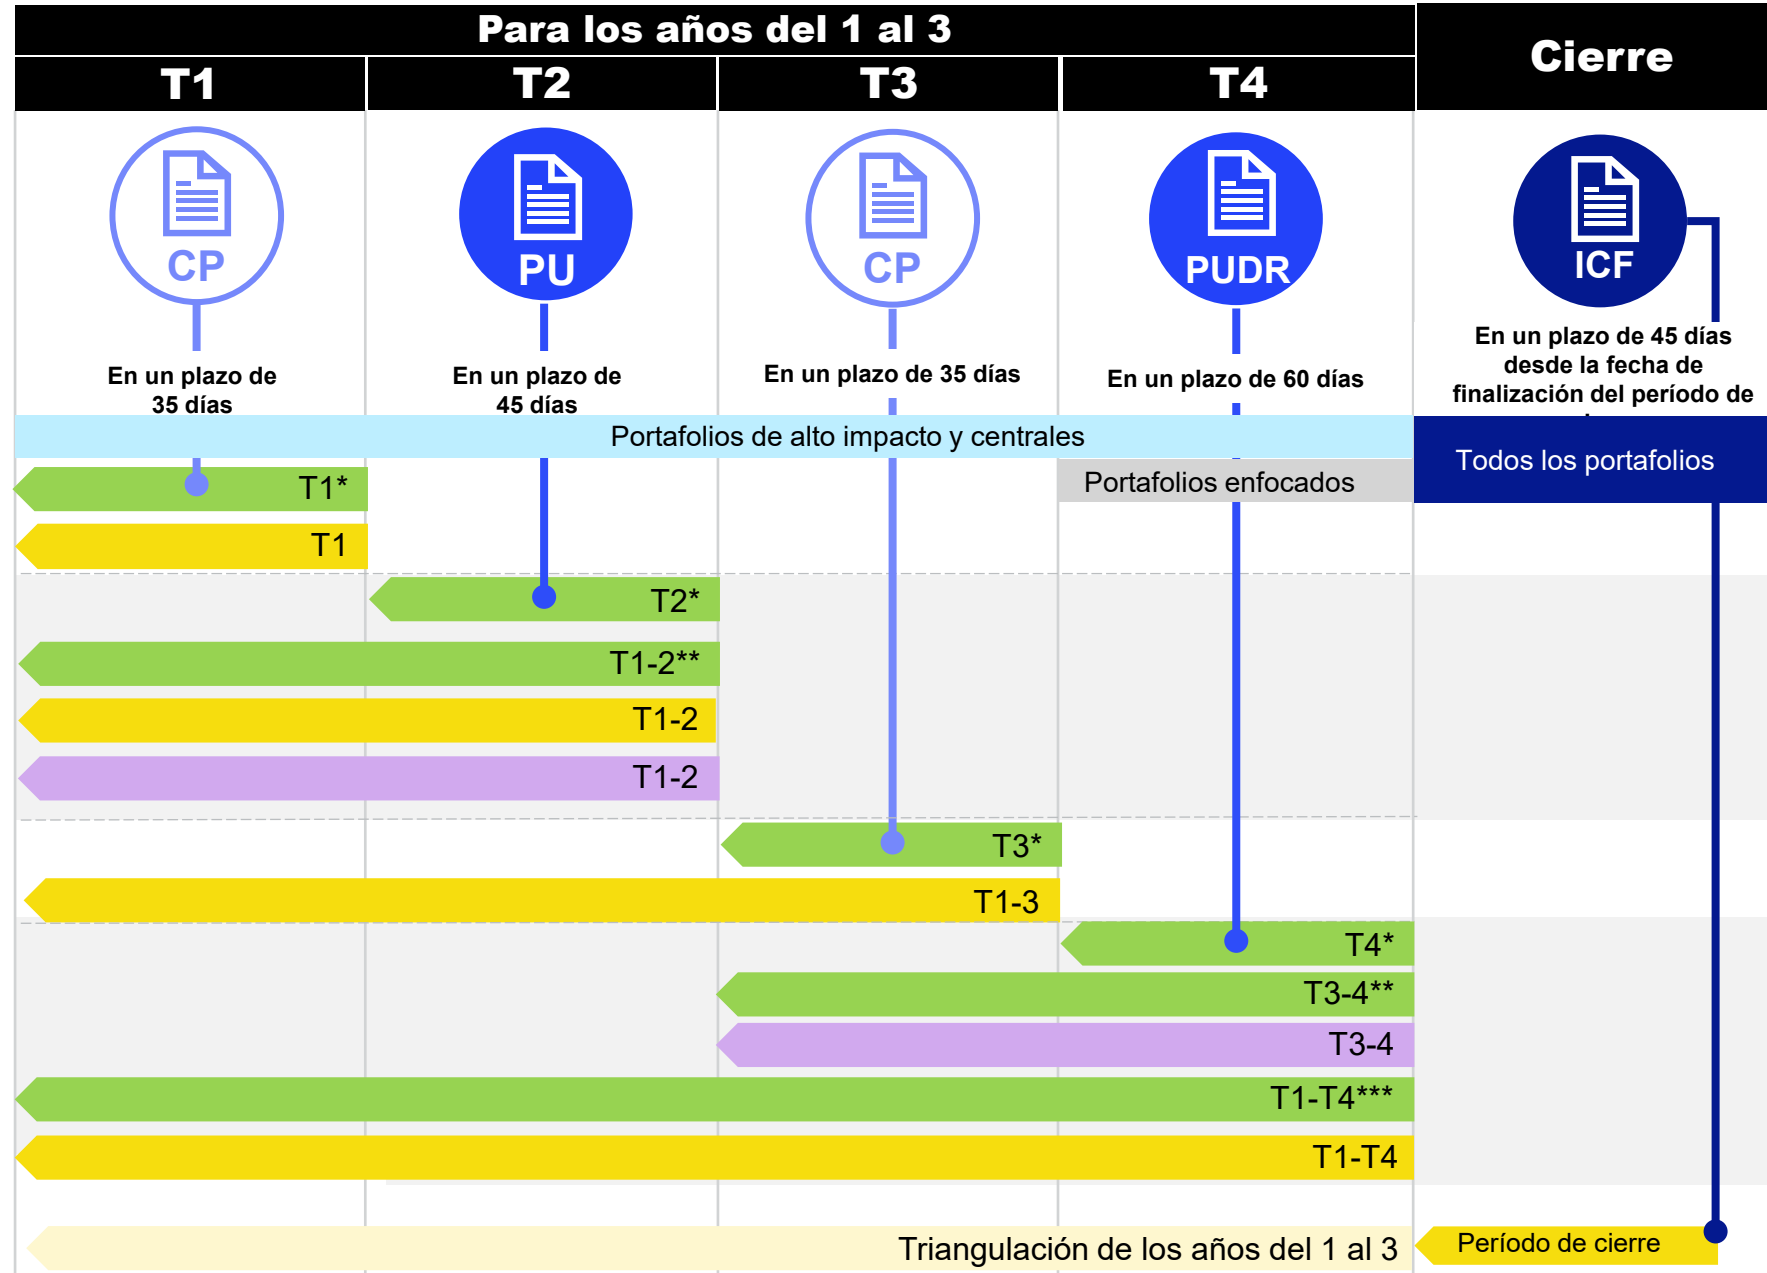 Para los años del 1 al 3
Cierre
T1
T2
T3
T4
CP
PU
CP
PUDR
ICF
En un plazo de
35 días
En un plazo de
45 días
En un plazo de 35 días
En un plazo de 60 días
En un plazo de 45 días
desde la fecha de
finalización del período de
Portafolios de alto impacto y centrales
Portafolios enfocados
Todos los portafolios
T1*
T1
T2*
T1-2**
T1-2
T1-2
T3*
T1-3
T4*
T3-4**
T3-4
T1-T4***
T1-T4
Triangulación de los años del 1 al 3
Período de cierre